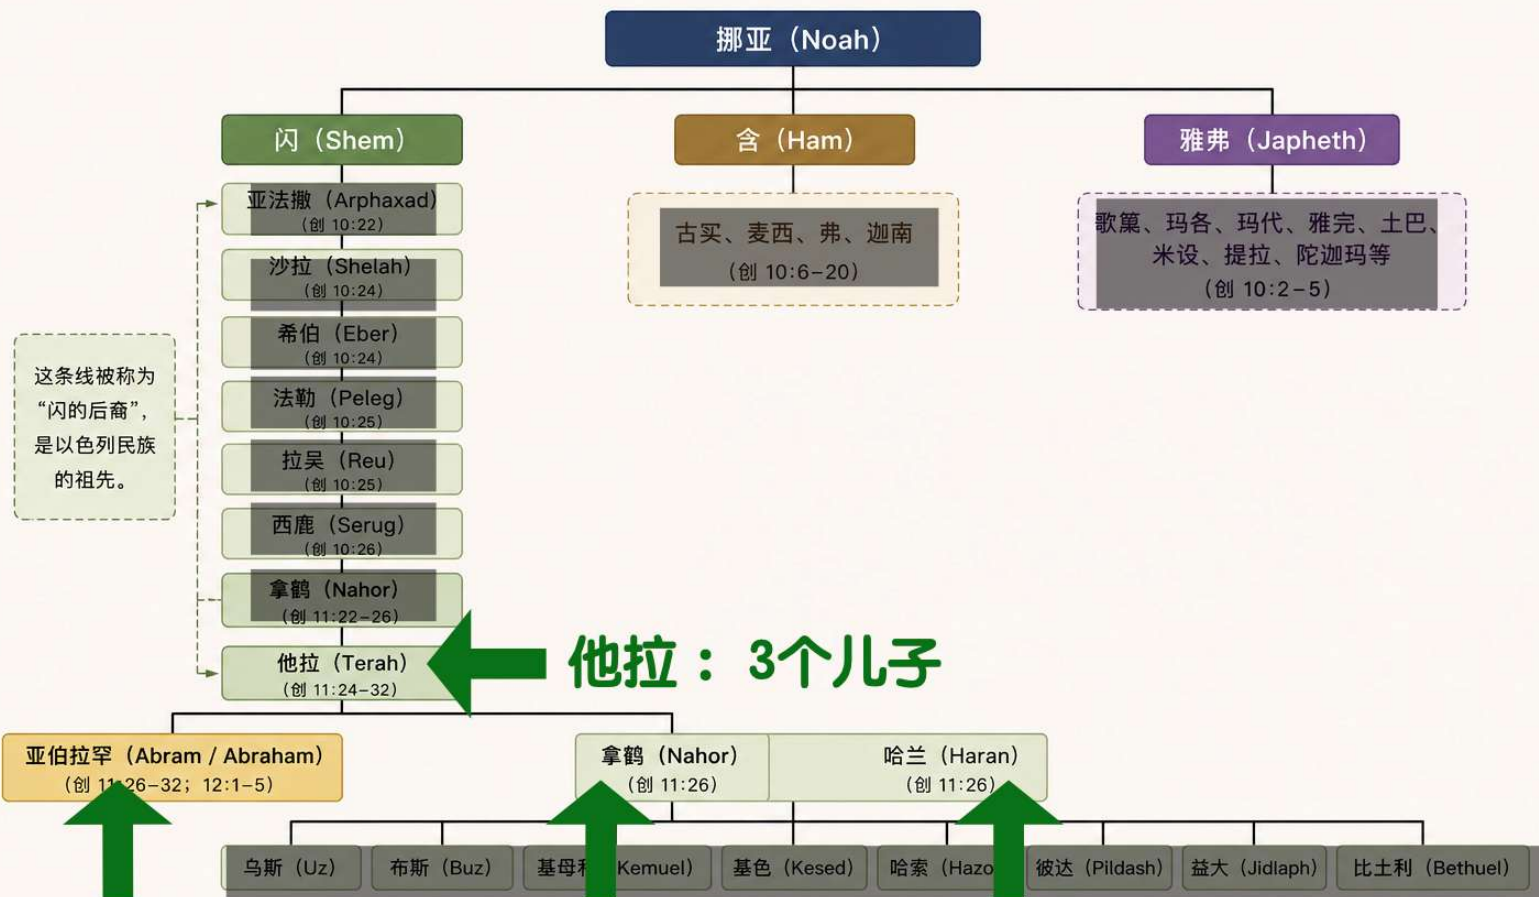 挪亚（Noah）
闪（Shem）
含（Ham）
雅弗（Japheth）
亚法撒（Arphaxad）
（创 10:22）
沙拉（Shelah）
（创 10:24）
希伯（Eber）
（创 10:24）
法勒（Peleg）
（创 10:25）
拉吴（Reu）
（创 10:25）
西鹿（Serug）
（创 10:26）
拿鹤（Nahor）
（创 11:22–26）
他拉（Terah）
（创 11:24–32）
古实、麦西、弗、迦南
（创 10:6–20）
歌篾、玛各、玛代、雅完、土巴、
米设、提拉、陀迦玛等
（创 10:2–5）
这条线被称为
“闪的后裔”，
是以色列民族
的祖先。
他拉：3个儿子
亚伯拉罕（Abram / Abraham）
（创 11:26–32；12:1–5）
拿鹤（Nahor）
（创 11:26）
哈兰（Haran）
（创 11:26）
乌斯（Uz）
布斯（Buz）
基母 Kemuel）
基色（Kesed）
哈索（Hazo
彼达（Pildash）
益大（Jidlaph）
比土利（Bethuel）